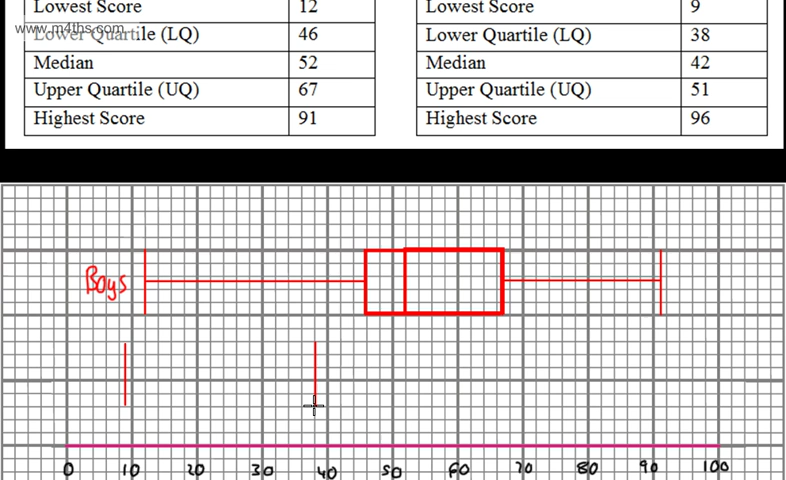 Lowest Score 12
Lowest Score 9
www.m4ths.com
Lower Quartile (LQ) 46
Lower Quartile (LQ) 38
Median 52
Median 42
Upper Quartile (UQ) 67
Upper Quartile (UQ) 51
Highest Score 91
Highest Score 96
Boys
0 10 20 30 40 50 60 70 80 90 100